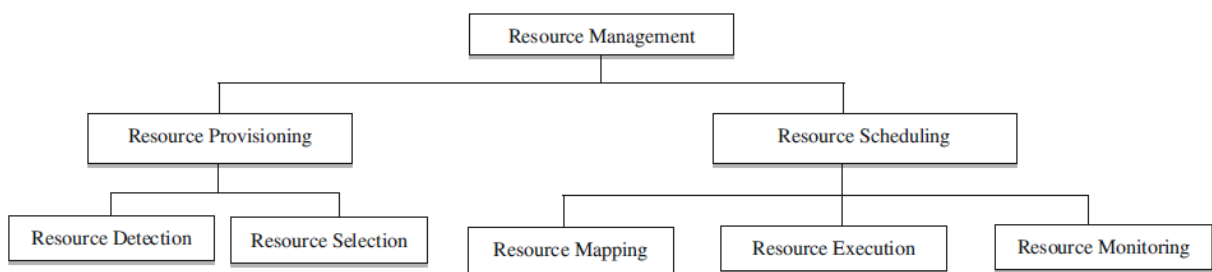 Resource Management
Resource Provisioning
Resource Scheduling
Resource Detection
Resource Selection
Resource Mapping
Resource Execution
Resource Monitoring